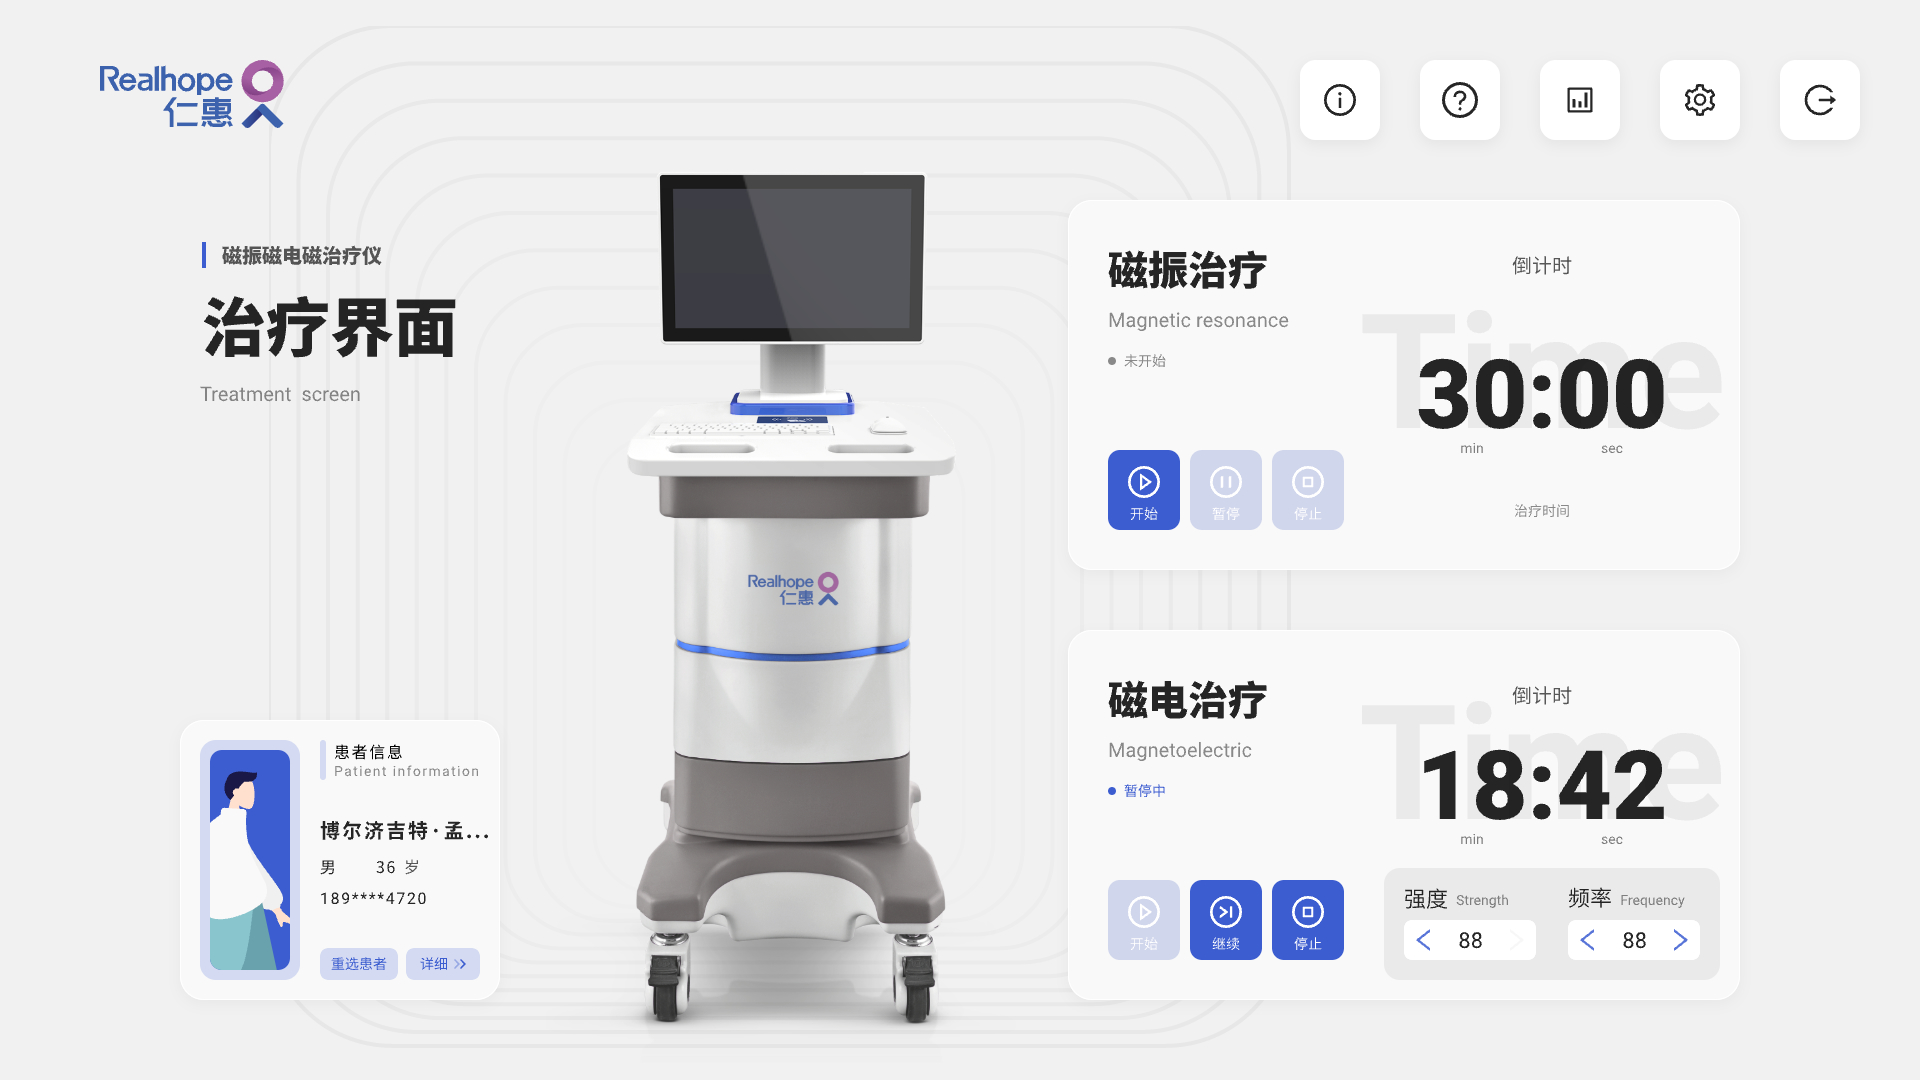 Realhope
仁惠
磁振磁电磁治疗仪
治疗界面
Treatment screen
Realhope
仁惠
患者信息
Patient information
博尔济吉特·孟...
男 36 岁
189****4720
重选患者 详细
磁振治疗
Magnetic resonance
未开始
开始 暂停 停止
倒计时
Time
30:00
min sec
治疗时间
磁电治疗
Magnetoelectric
暂停中
开始 继续 停止
倒计时
Time
18:42
min sec
强度 Strength 频率 Frequency
88 88